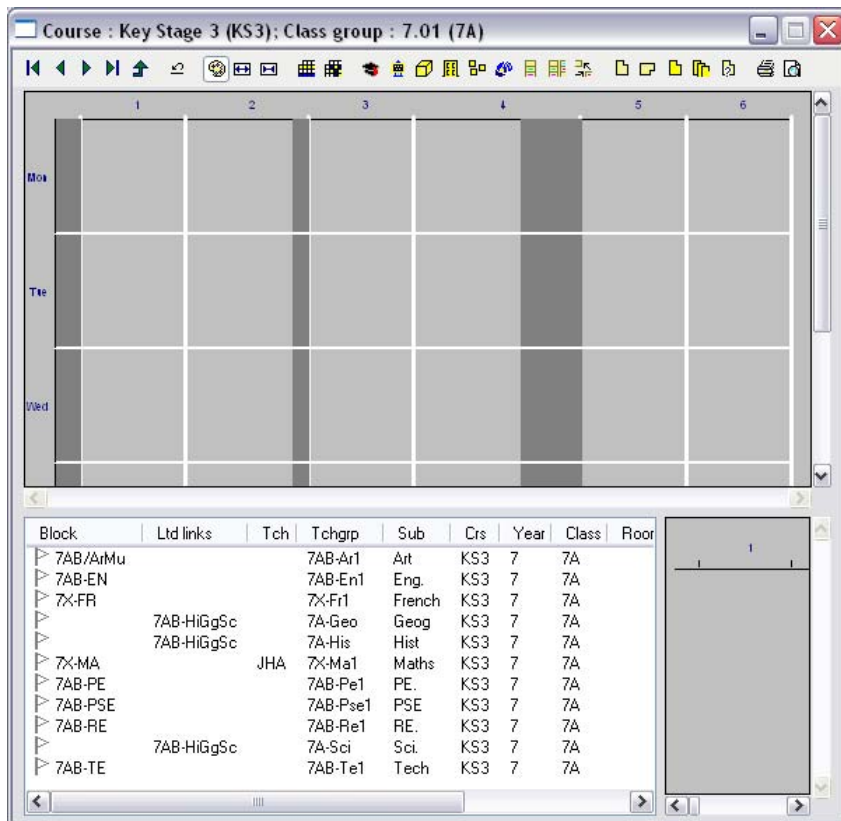 Course : Key Stage 3 (KS3); Class group : 7.01 (7A)
1 2 3 4 5 6
Mon
Tue
Wed
Block Ltd links Tch Tchgrp Sub Crs Year Class Room
7AB/ArMu 7AB-Ar1 Art KS3 7 7A
7AB-EN 7AB-En1 Eng. KS3 7 7A
7X-FR 7X-Fr1 French KS3 7 7A
7AB-HiGgSc 7A-Geo Geog KS3 7 7A
7AB-HiGgSc 7A-His Hist KS3 7 7A
7X-MA JHA 7X-Ma1 Maths KS3 7 7A
7AB-PE 7AB-Pe1 PE. KS3 7 7A
7AB-PSE 7AB-Pse1 PSE KS3 7 7A
7AB-RE 7AB-Re1 RE. KS3 7 7A
7AB-HiGgSc 7A-Sci Sci. KS3 7 7A
7AB-TE 7AB-Te1 Tech KS3 7 7A
1